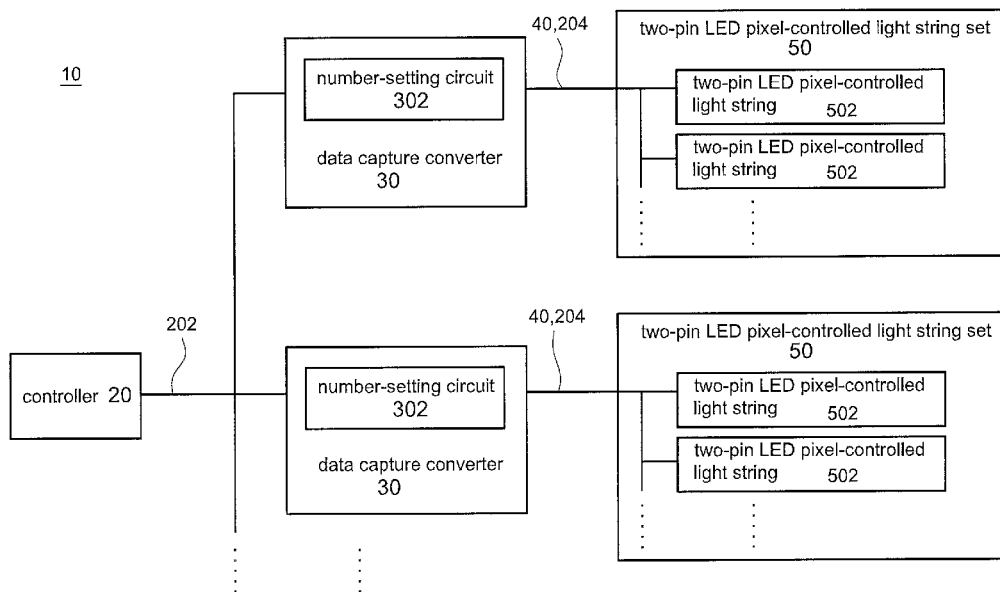 10
number-setting circuit
302
data capture converter
30
40,204
two-pin LED pixel-controlled light string set
50
two-pin LED pixel-controlled
light string 502
two-pin LED pixel-controlled
light string 502
202
controller 20
number-setting circuit
302
data capture converter
30
40,204
two-pin LED pixel-controlled light string set
50
two-pin LED pixel-controlled
light string 502
two-pin LED pixel-controlled
light string 502